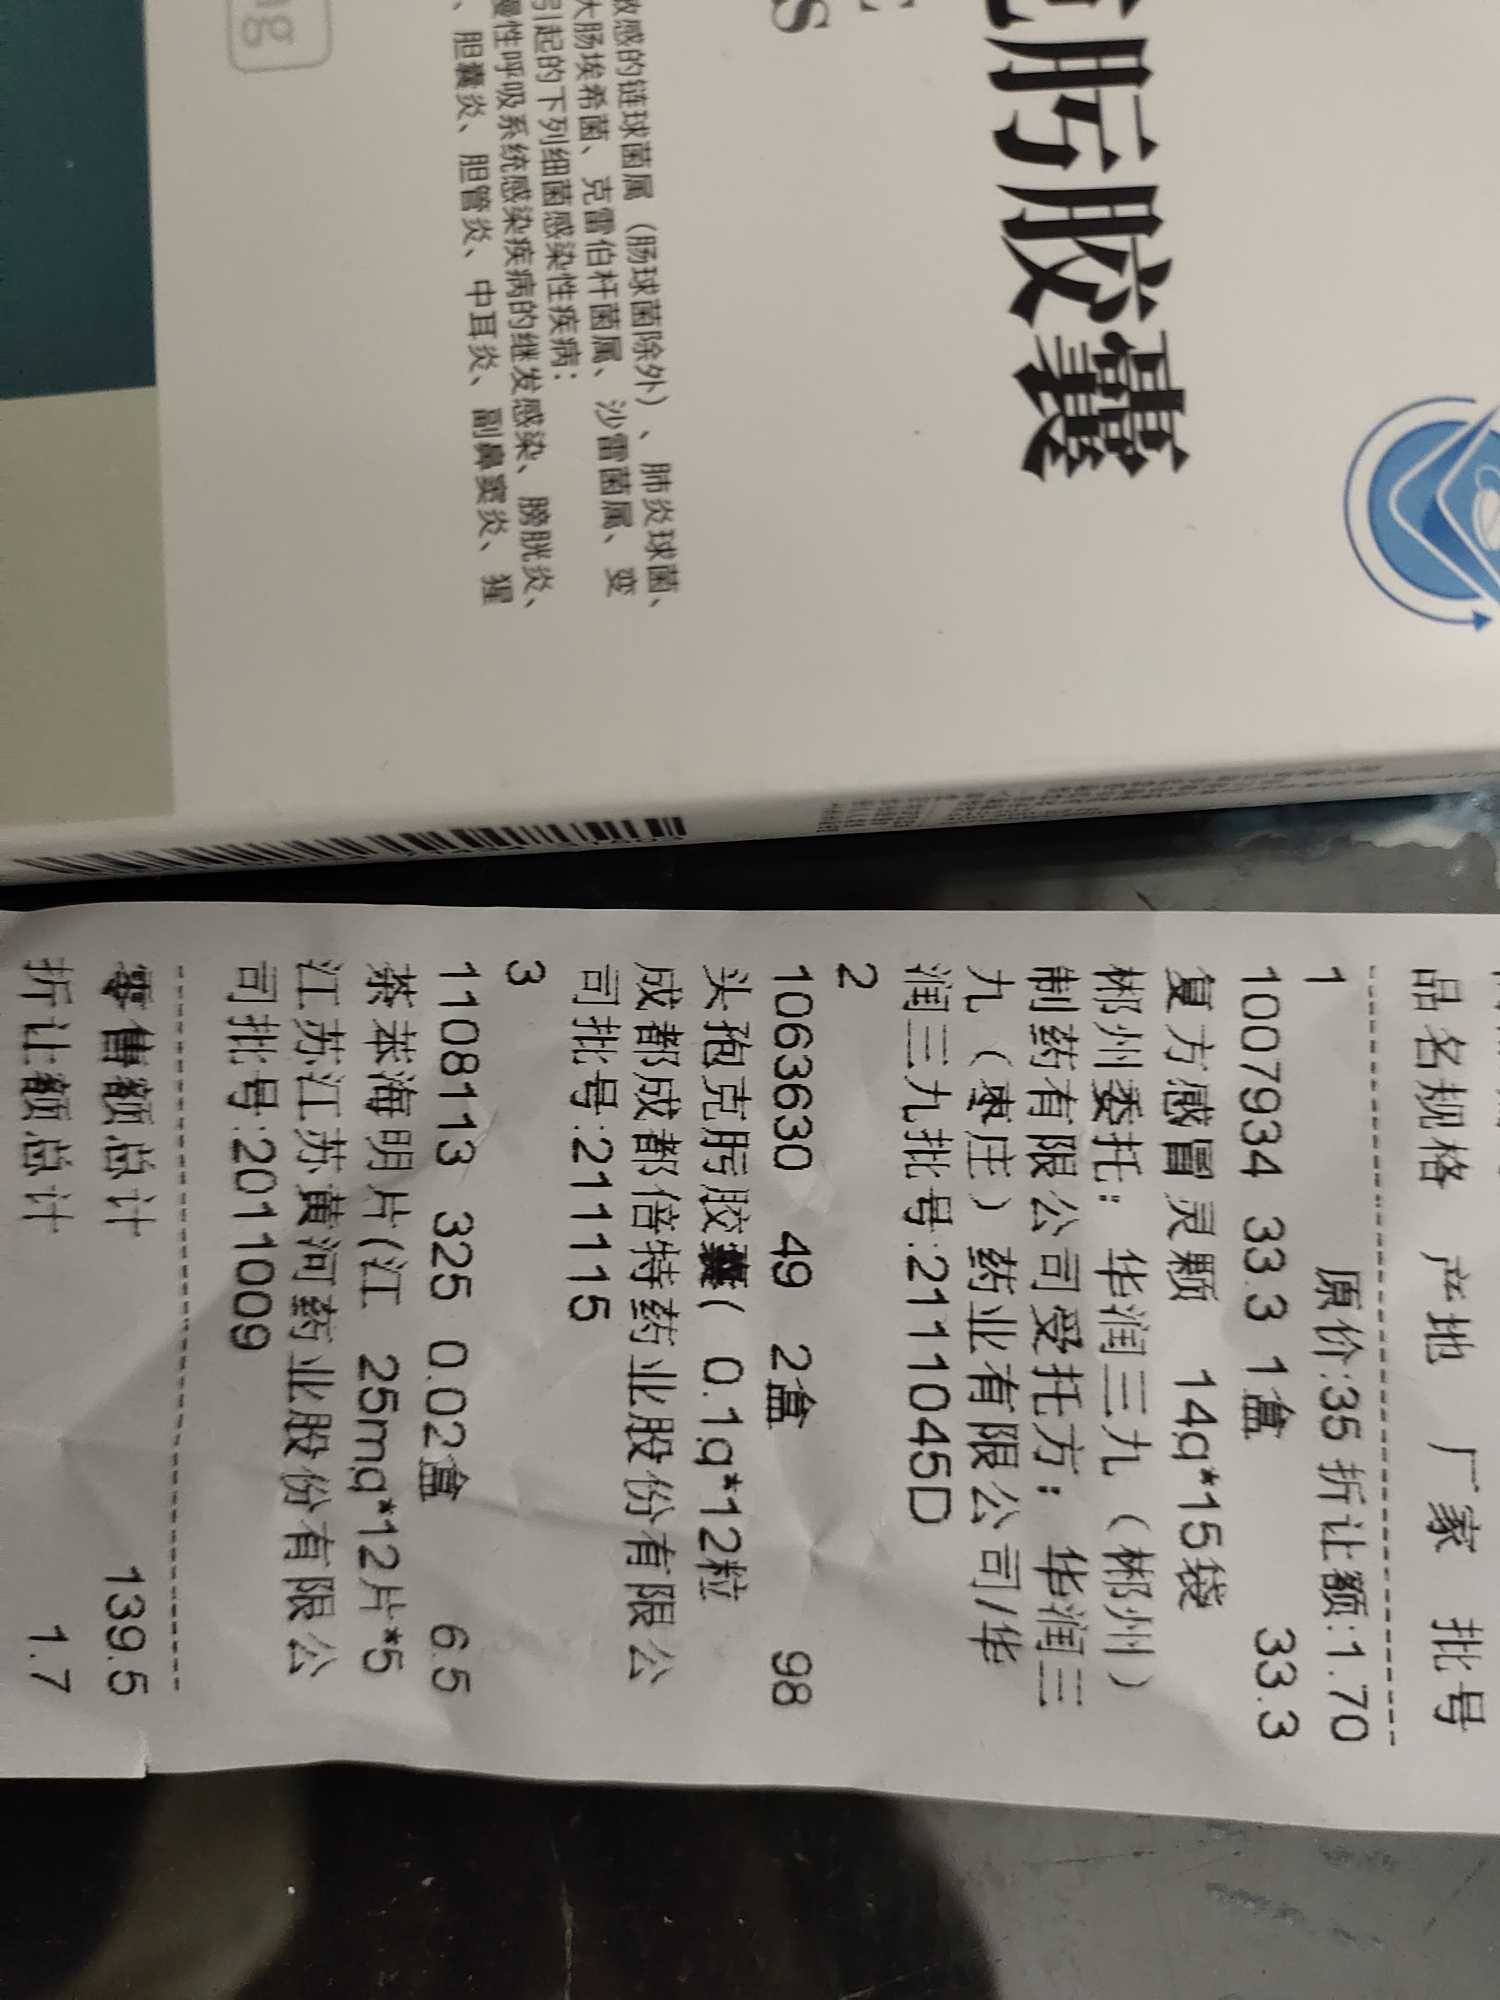 肟胶囊
敏感的链球菌属（肠球菌除外）、肺炎球菌、
大肠埃希菌、克雷伯杆菌属、沙雷菌属、变
引起的下列细菌感染性疾病：
慢性呼吸系统感染疾病的继发感染、膀胱炎、
、胆囊炎、胆管炎、中耳炎、副鼻窦炎、猩
品名规格 产地 厂家 批号
1 原价:35 折让额:1.70
1007934 33.3 1盒 33.3
复方感冒灵颗 14g*15袋
郴州委托：华润三九（郴州）
制药有限公司受托方：华润三
九（枣庄）药业有限公司/华
润三九批号:2111045D
2
1063630 49 2盒 98
头孢克肟胶囊( 0.1g*12粒
成都成都倍特药业股份有限公
司批号:211115
3
1108113 325 0.02盒 6.5
茶苯海明片(江 25mg*12片*5
江苏江苏黄河药业股份有限公
司批号:2011009
零售额总计 139.5
折让额总计 1.7